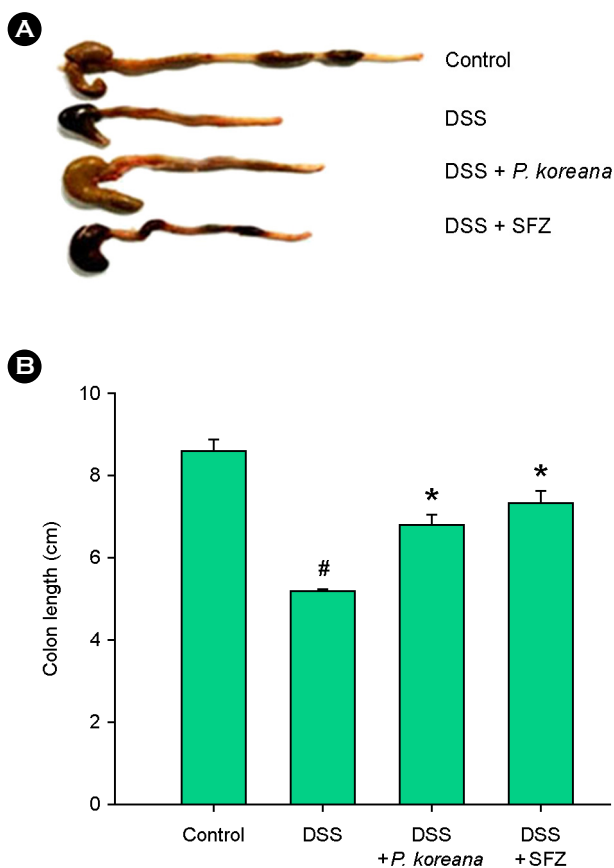 A
Control
DSS
DSS + P. koreana
DSS + SFZ
B
Colon length (cm)
10
8
6
4
2
0
#
*
*
Control
DSS
DSS
+P. koreana
DSS
+SFZ